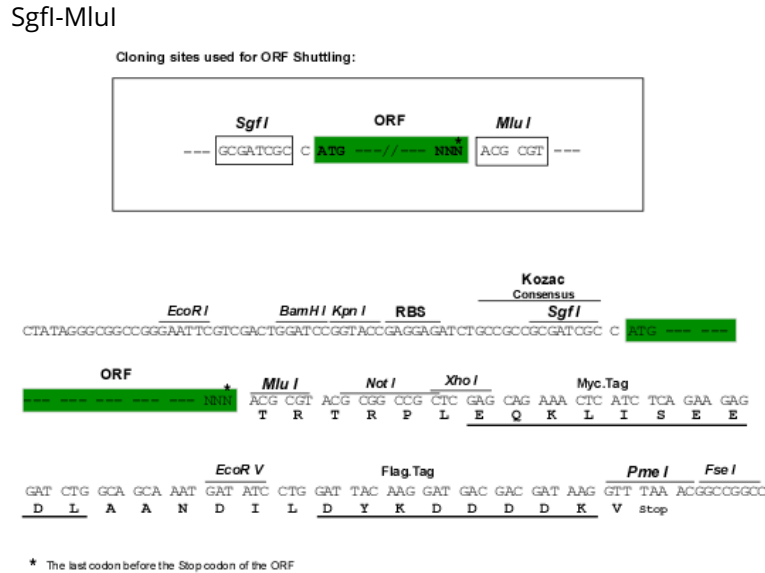 SgfI-MluI
Cloning sites used for ORF Shuttling:
Sgf I ORF Mlu I
--- GCGATCGC C ATG ---//--- NNN* ACG CGT ---
Kozac
Consensus
EcoR I BamH I Kpn I RBS Sgf I
CTATAGGGCGGCCGGGAATTCGTCGACTGGATCCGGTACCGAGGAGATCTGCCGCCGCGATCGC C ATG --- ---
ORF Mlu I Not I Xho I Myc.Tag
--- --- --- --- --- --- NNN* ACG CGT ACG CGG CCG CTC GAG CAG AAA CTC ATC TCA GAA GAG
T R T R P L E Q K L I S E E
EcoR V Flag.Tag Pme I Fse I
GAT CTG GCA GCA AAT GAT ATC CTG GAT TAC AAG GAT GAC GAC GAT AAG GTT TAA ACGGCCGGCC
D L A A N D I L D Y K D D D D K V Stop
* The last codon before the Stop codon of the ORF